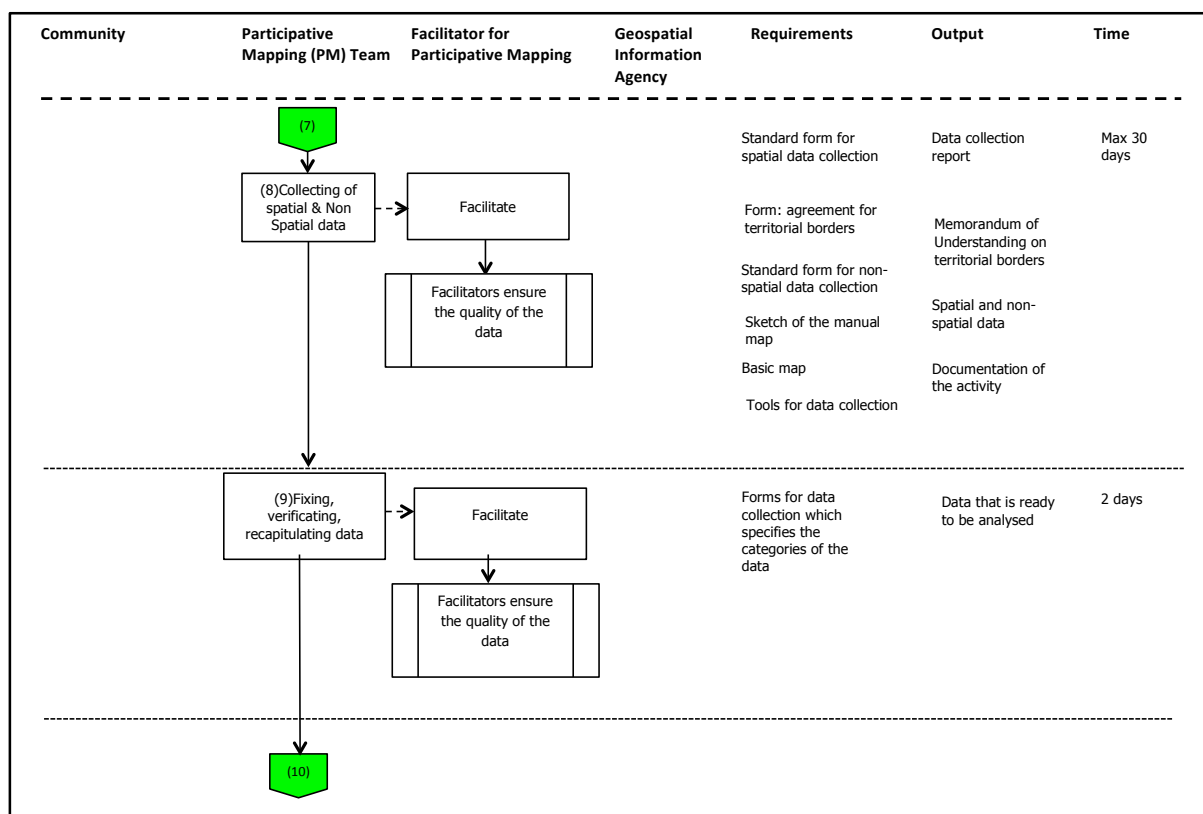 Community
Participative
Mapping (PM) Team
Facilitator for
Participative Mapping
Geospatial
Information
Agency
Requirements
Output
Time
(7)
(8)Collecting of
spatial & Non
Spatial data
Facilitate
Facilitators ensure
the quality of the
data
Standard form for
spatial data collection
Form: agreement for
territorial borders
Standard form for non-
spatial data collection
Sketch of the manual
map
Basic map
Tools for data collection
Data collection
report
Memorandum of
Understanding on
territorial borders
Spatial and non-
spatial data
Documentation of
the activity
Max 30
days
(9)Fixing,
verificating,
recapitulating data
Facilitate
Facilitators ensure
the quality of the
data
Forms for data
collection which
specifies the
categories of the
data
Data that is ready
to be analysed
2 days
(10)